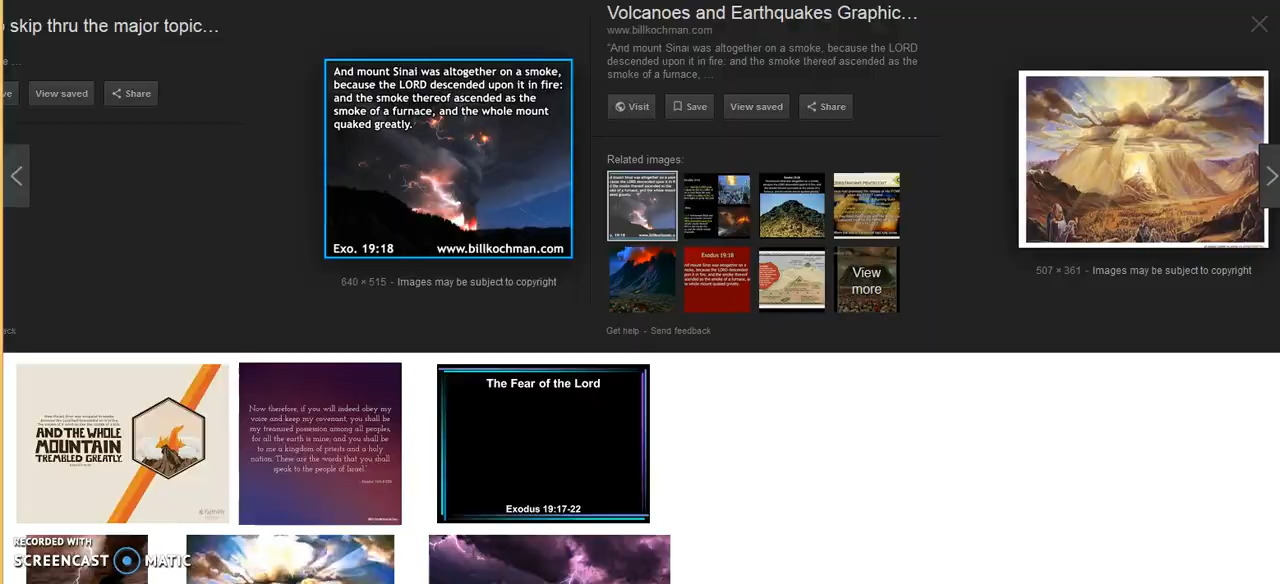 skip thru the major topic...
e ...
ve
View saved
Share
And mount Sinai was altogether on a smoke,
because the LORD descended upon it in fire:
and the smoke thereof ascended as the
smoke of a furnace, and the whole mount
quaked greatly.
Exo. 19:18
www.billkochman.com
640 × 515 - Images may be subject to copyright
ack
Volcanoes and Earthquakes Graphic...
www.billkochman.com
"And mount Sinai was altogether on a smoke, because the LORD
descended upon it in fire: and the smoke thereof ascended as the
smoke of a furnace, ...
Visit
Save
View saved
Share
Related images:
Exodus 19:18
View
more
Get help - Send feedback
507 × 361 - Images may be subject to copyright
AND THE WHOLE
MOUNTAIN
TREMBLED GREATLY.
Now therefore, if you will indeed obey my
voice and keep my covenant, you shall be
my treasured possession among all peoples,
for all the earth is mine; and you shall be
to me a kingdom of priests and a holy
nation. These are the words that you shall
speak to the people of Israel."
The Fear of the Lord
Exodus 19:17-22
RECORDED WITH
SCREENCAST MATIC